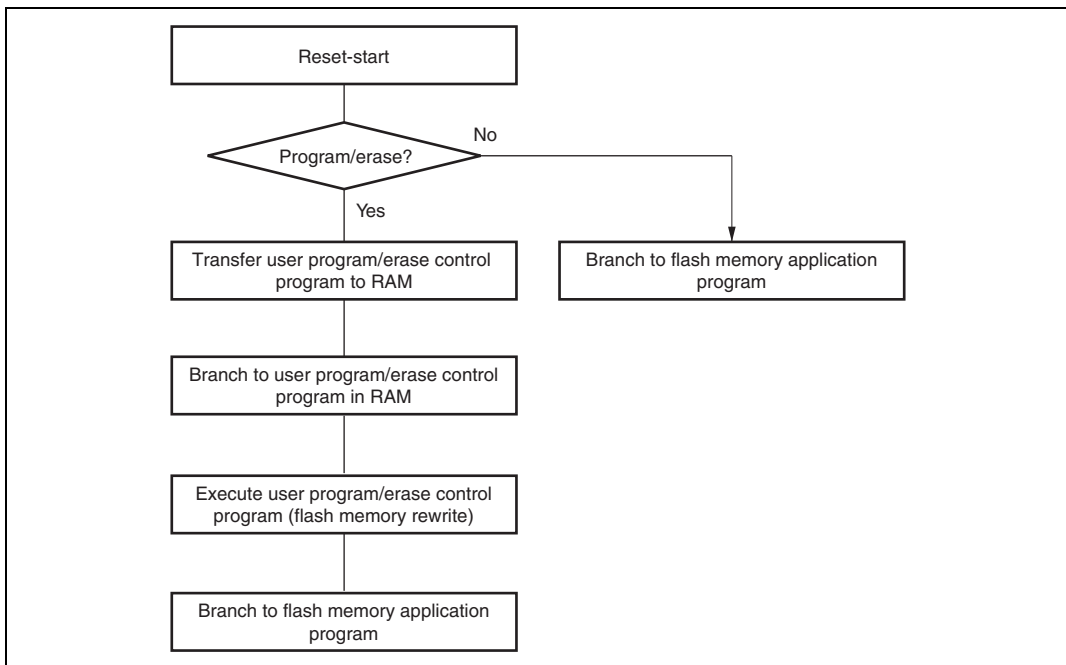 Reset-start
No
Program/erase?
Yes
Transfer user program/erase control
program to RAM
Branch to flash memory application
program
Branch to user program/erase control
program in RAM
Execute user program/erase control
program (flash memory rewrite)
Branch to flash memory application
program